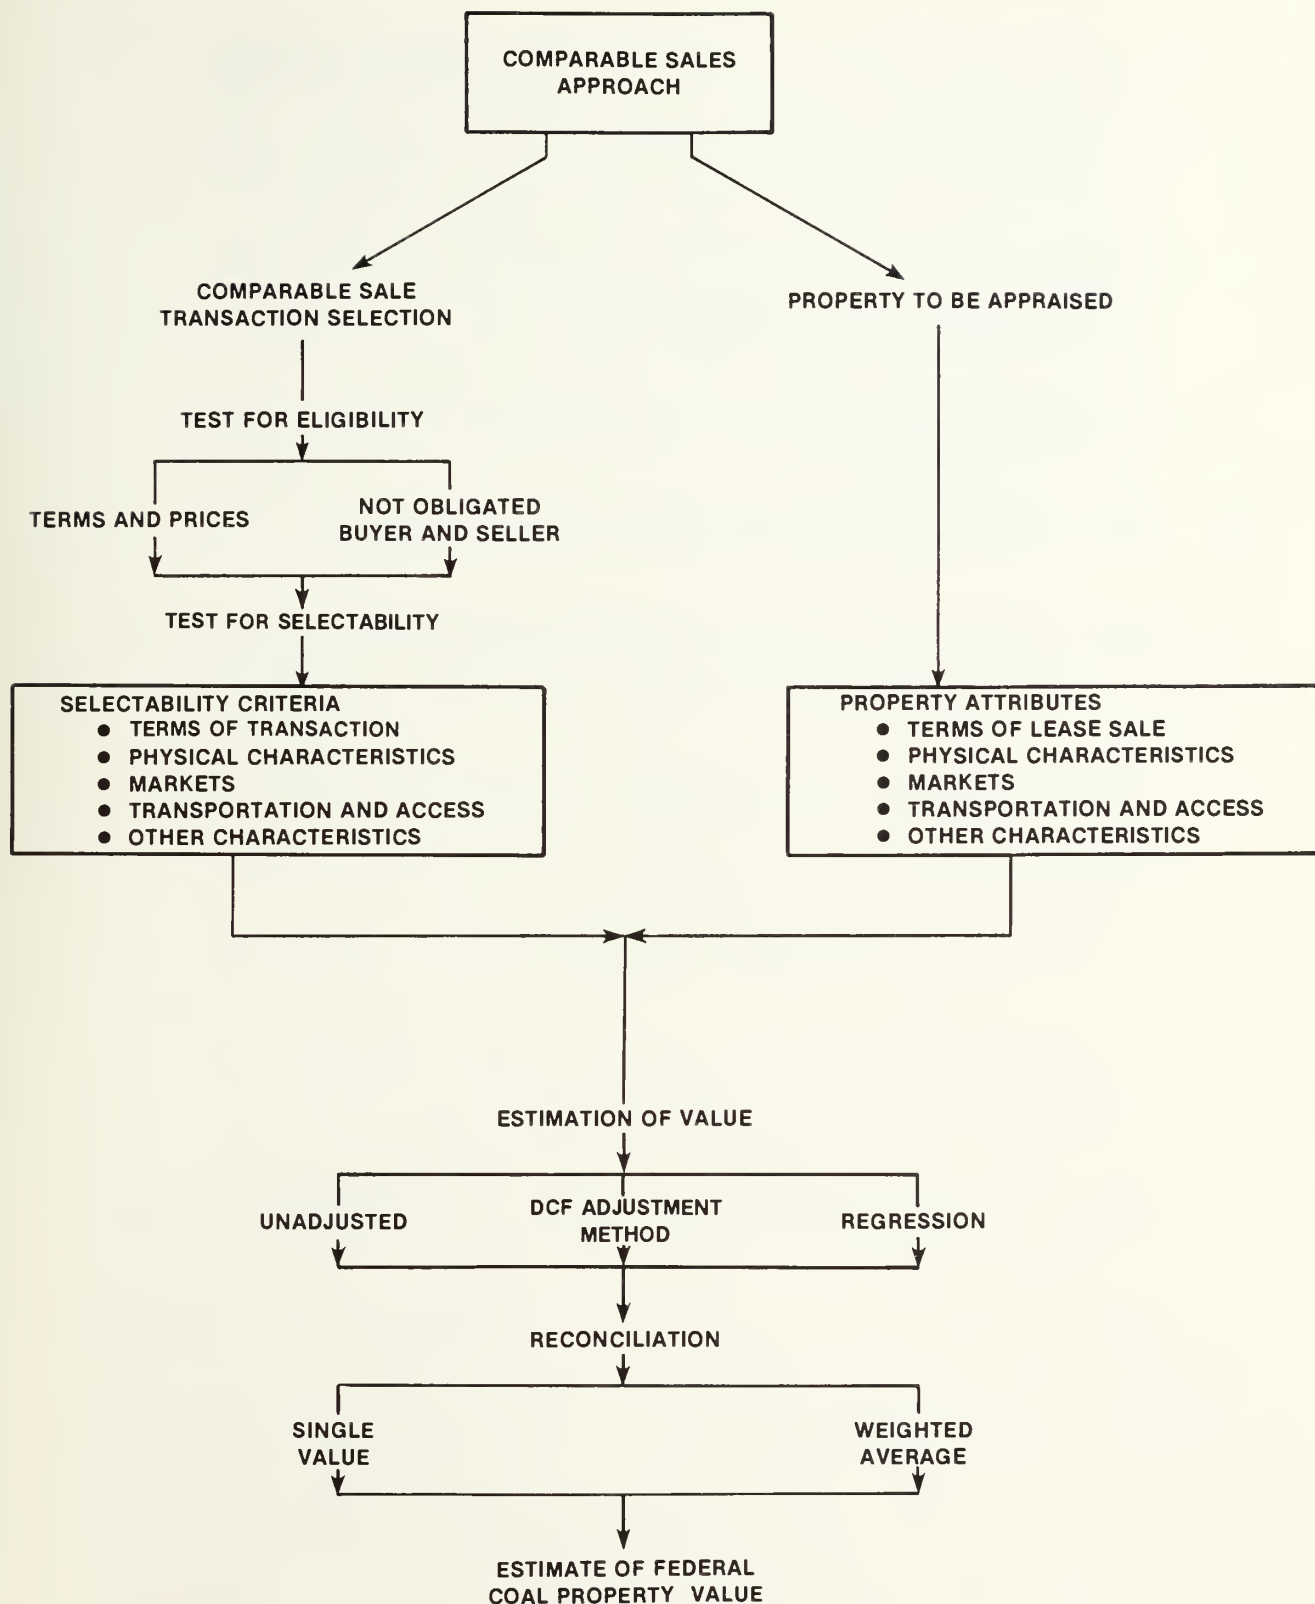 COMPARABLE SALES
APPROACH
COMPARABLE SALE
TRANSACTION SELECTION
PROPERTY TO BE APPRAISED
TEST FOR ELIGIBILITY
TERMS AND PRICES
NOT OBLIGATED
BUYER AND SELLER
TEST FOR SELECTABILITY
SELECTABILITY CRITERIA
● TERMS OF TRANSACTION
● PHYSICAL CHARACTERISTICS
● MARKETS
● TRANSPORTATION AND ACCESS
● OTHER CHARACTERISTICS
PROPERTY ATTRIBUTES
● TERMS OF LEASE SALE
● PHYSICAL CHARACTERISTICS
● MARKETS
● TRANSPORTATION AND ACCESS
● OTHER CHARACTERISTICS
ESTIMATION OF VALUE
UNADJUSTED
DCF ADJUSTMENT
METHOD
REGRESSION
RECONCILIATION
SINGLE
VALUE
WEIGHTED
AVERAGE
ESTIMATE OF FEDERAL
COAL PROPERTY VALUE